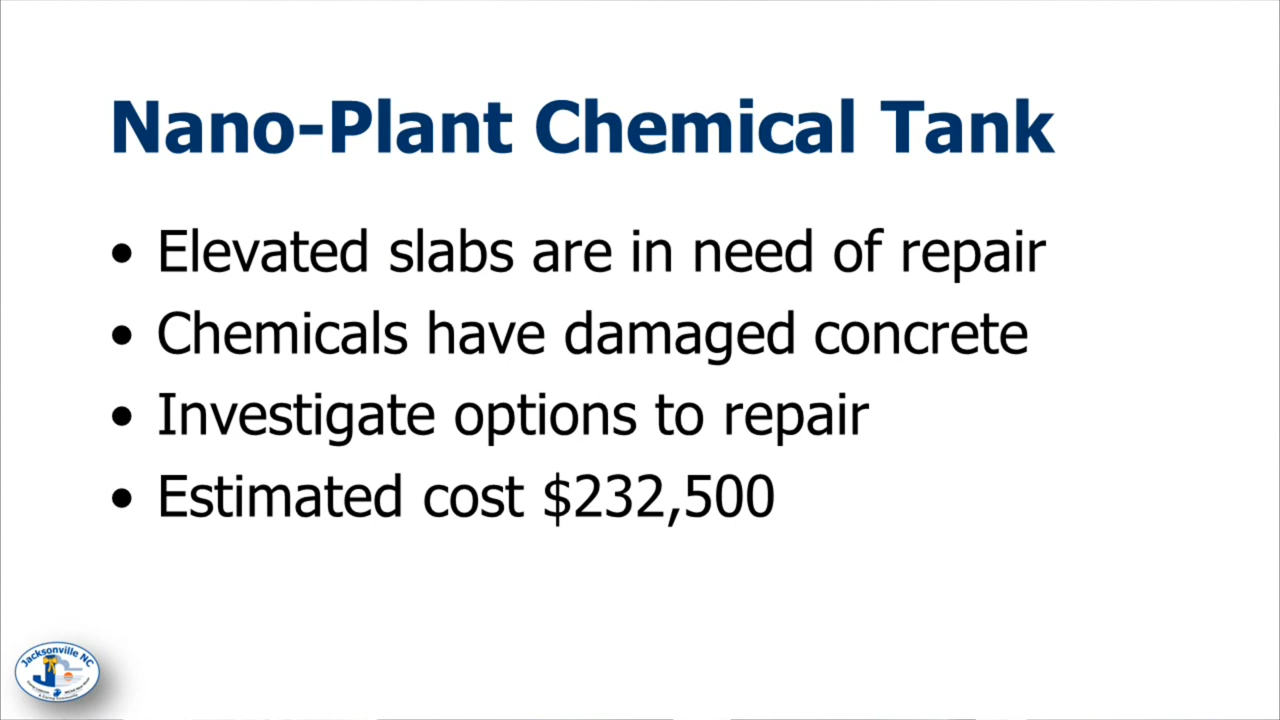 Nano-Plant Chemical Tank
• Elevated slabs are in need of repair
• Chemicals have damaged concrete
• Investigate options to repair
• Estimated cost $232,500
Jacksonville NC